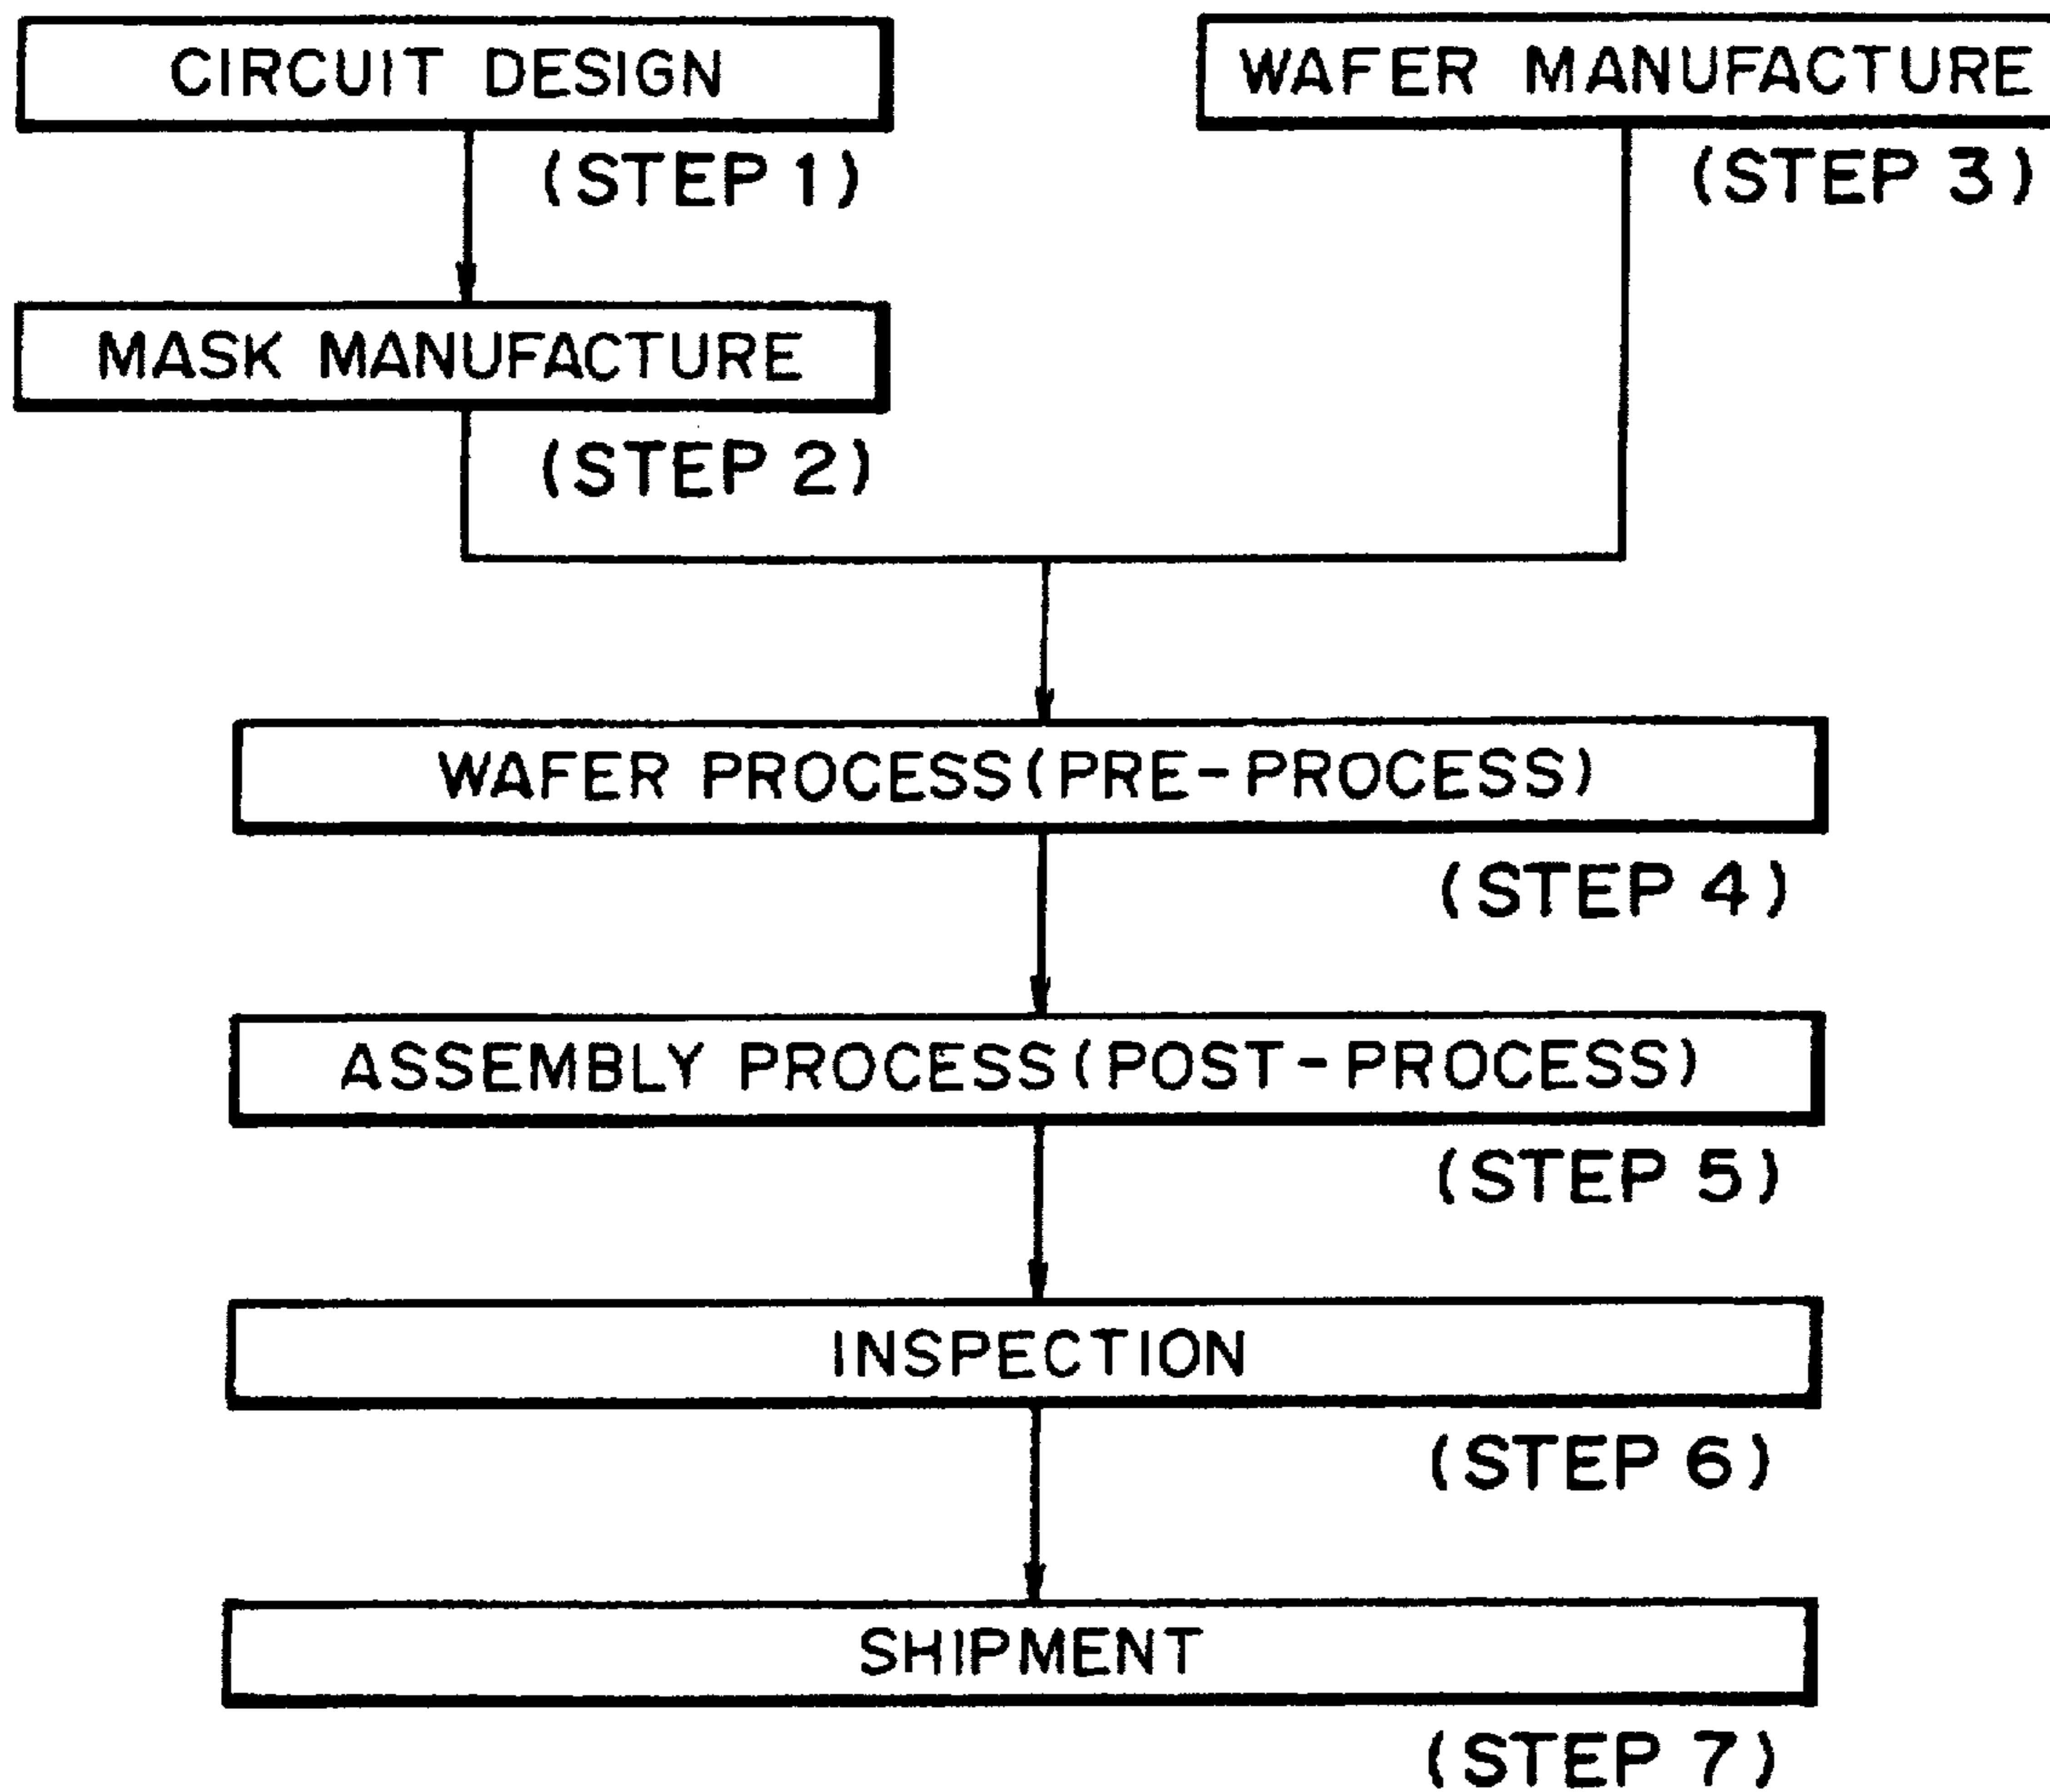 CIRCUIT DESIGN
(STEP 1)
WAFER MANUFACTURE
(STEP 3)
MASK MANUFACTURE
(STEP 2)
WAFER PROCESS(PRE-PROCESS)
(STEP 4)
ASSEMBLY PROCESS(POST-PROCESS)
(STEP 5)
INSPECTION
(STEP 6)
SHIPMENT
(STEP 7)